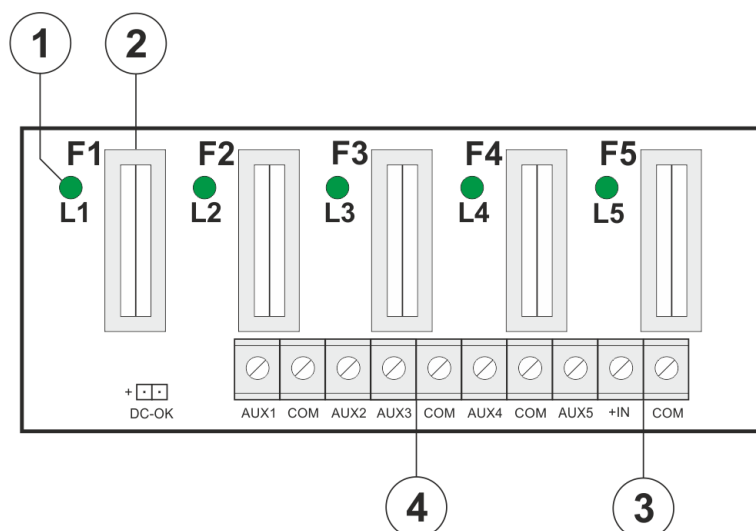 1 2
F1 F2 F3 F4 F5
L1 L2 L3 L4 L5
+
DC-OK AUX1 COM AUX2 AUX3 COM AUX4 COM AUX5 +IN COM
4 3